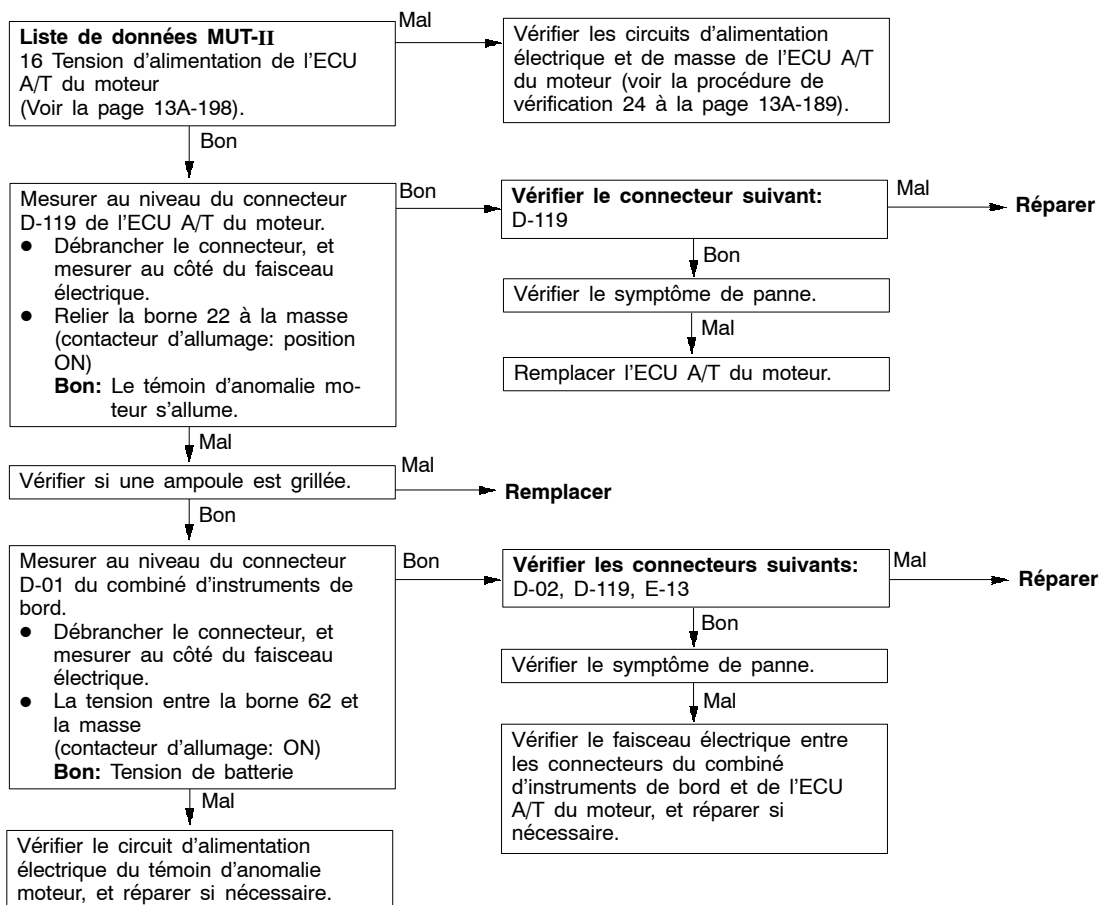 Liste de données MUT-II
16 Tension d'alimentation de l'ECU
A/T du moteur
(Voir la page 13A-198).
Mal
Vérifier les circuits d'alimentation
électrique et de masse de l'ECU A/T
du moteur (voir la procédure de
vérification 24 à la page 13A-189).
Bon
Mesurer au niveau du connecteur
D-119 de l'ECU A/T du moteur.
● Débrancher le connecteur, et
mesurer au côté du faisceau
électrique.
● Relier la borne 22 à la masse
(contacteur d'allumage: position
ON)
Bon: Le témoin d'anomalie mo-
teur s'allume.
Bon
Vérifier le connecteur suivant:
D-119
Mal
Réparer
Bon
Vérifier le symptôme de panne.
Mal
Remplacer l'ECU A/T du moteur.
Mal
Vérifier si une ampoule est grillée.
Mal
Remplacer
Bon
Mesurer au niveau du connecteur
D-01 du combiné d'instruments de
bord.
● Débrancher le connecteur, et
mesurer au côté du faisceau
électrique.
● La tension entre la borne 62 et
la masse
(contacteur d'allumage: ON)
Bon: Tension de batterie
Bon
Vérifier les connecteurs suivants:
D-02, D-119, E-13
Mal
Réparer
Bon
Vérifier le symptôme de panne.
Mal
Vérifier le faisceau électrique entre
les connecteurs du combiné
d'instruments de bord et de l'ECU
A/T du moteur, et réparer si
nécessaire.
Mal
Vérifier le circuit d'alimentation
électrique du témoin d'anomalie
moteur, et réparer si nécessaire.